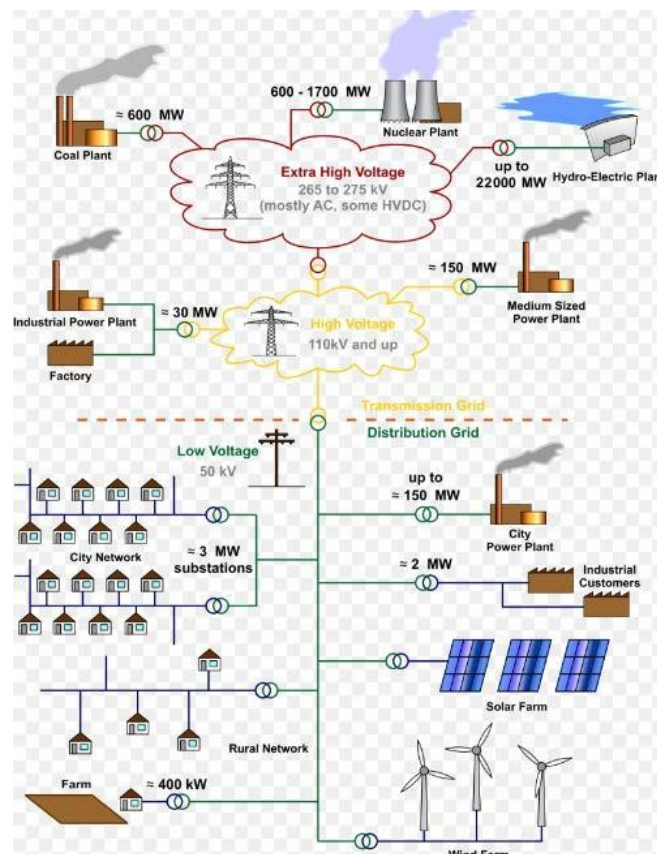 ≈ 600 MW
Coal Plant
600 - 1700 MW
Nuclear Plant
Extra High Voltage
265 to 275 kV
(mostly AC, some HVDC)
up to
22000 MW
Hydro-Electric Plan
≈ 150 MW
Medium Sized
Power Plant
Industrial Power Plant
≈ 30 MW
Factory
High Voltage
110kV and up
Transmission Grid
Distribution Grid
Low Voltage
50 kV
up to
≈ 150 MW
City
Power Plant
City Network
≈ 3 MW
substations
≈ 2 MW
Industrial
Customers
Solar Farm
Rural Network
Farm
≈ 400 kW
Wind Farm